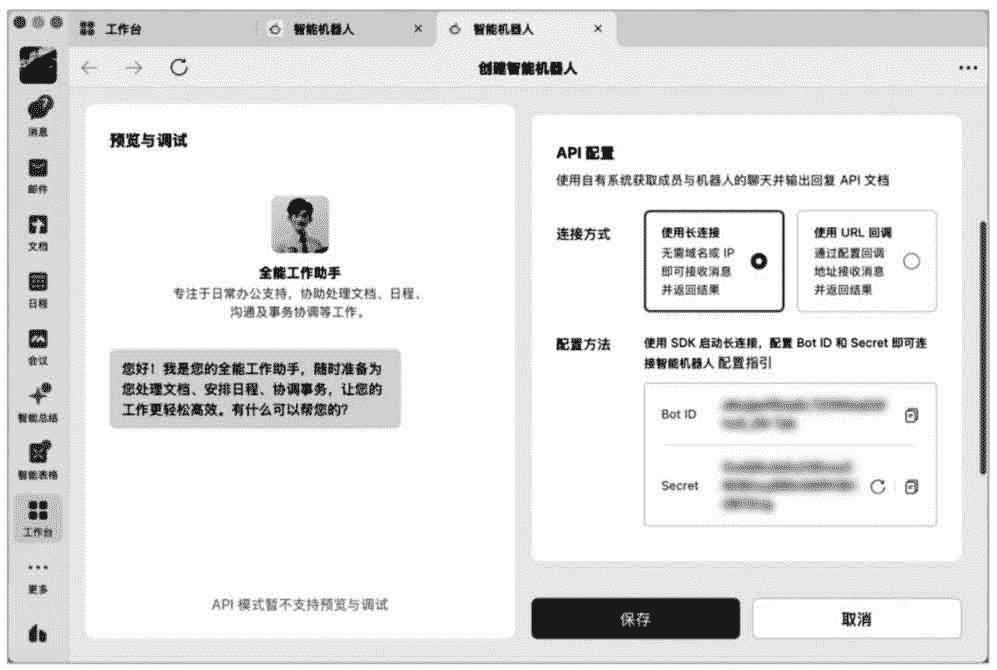 工作台
智能机器人
智能机器人
创建智能机器人
消息
邮件
文档
日程
会议
智能总结
智能表格
工作台
更多
预览与调试
全能工作助手
专注于日常办公支持，协助处理文档、日程、
沟通及事务协调等工作。
您好！我是您的全能工作助手，随时准备为
您处理文档、安排日程、协调事务，让您的
工作更轻松高效。有什么可以帮您的？
API 模式暂不支持预览与调试
API 配置
使用自有系统获取成员与机器人的聊天并输出回复 API 文档
连接方式
使用长连接
无需域名或 IP
即可接收消息
并返回结果
使用 URL 回调
通过配置回调
地址接收消息
并返回结果
配置方法
使用 SDK 启动长连接，配置 Bot ID 和 Secret 即可连
接智能机器人 配置指引
Bot ID
Secret
保存
取消